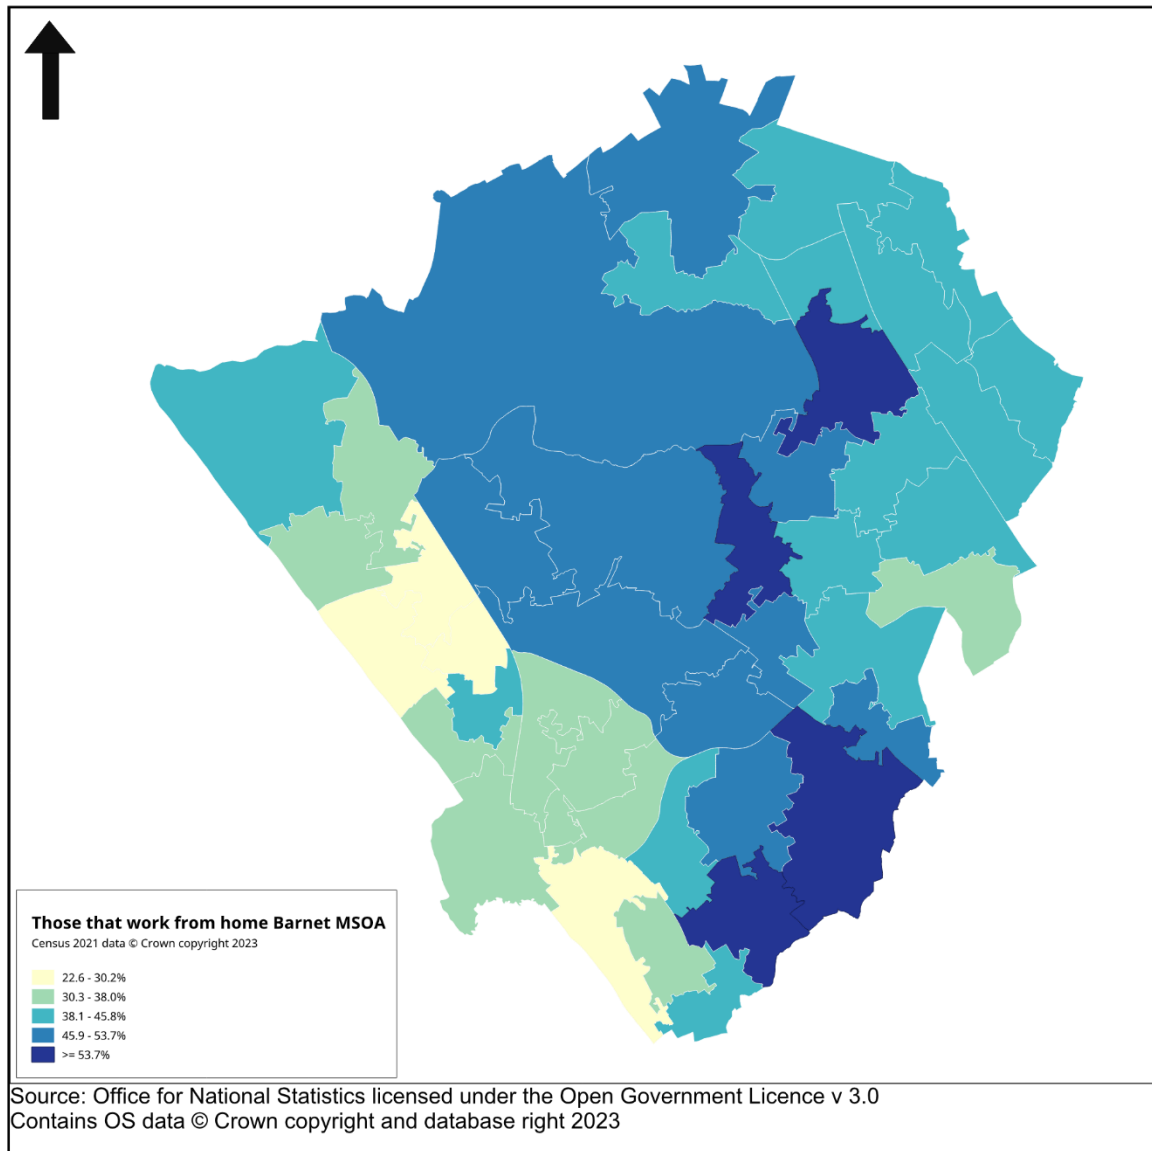 Those that work from home Barnet MSOA
Census 2021 data © Crown copyright 2023
22.6 - 30.2%
30.3 - 38.0%
38.1 - 45.8%
45.9 - 53.7%
>= 53.7%
Source: Office for National Statistics licensed under the Open Government Licence v 3.0
Contains OS data © Crown copyright and database right 2023